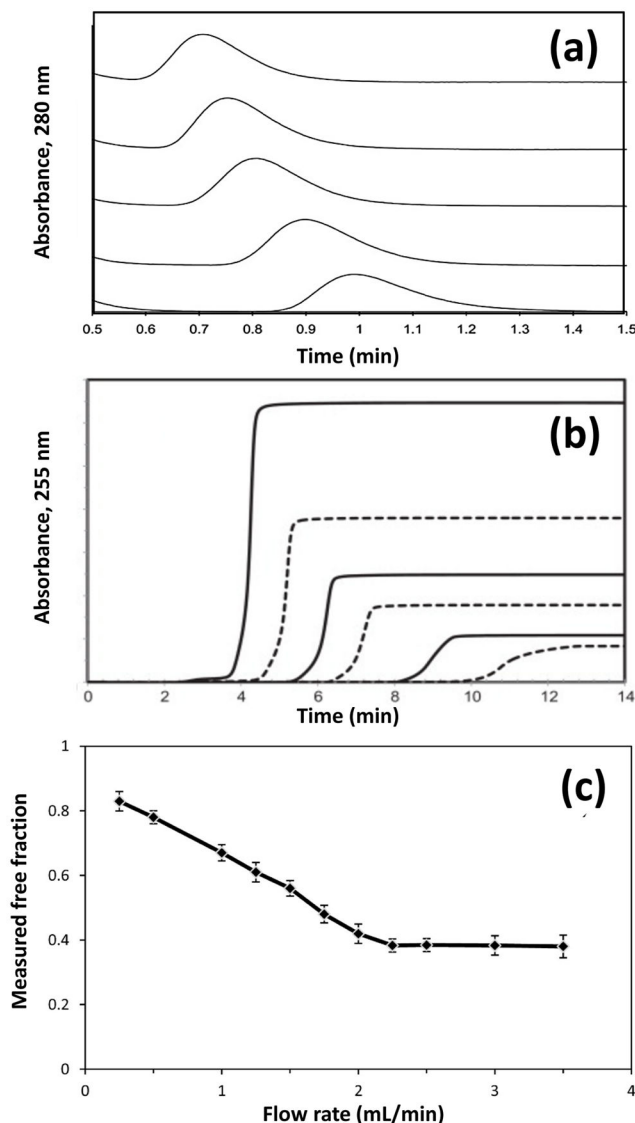 (a)
Absorbance, 280 nm
0.5 0.6 0.7 0.8 0.9 1 1.1 1.2 1.3 1.4 1.5
Time (min)
(b)
Absorbance, 255 nm
0 2 4 6 8 10 12 14
Time (min)
(c)
Measured free fraction
1
0.8
0.6
0.4
0.2
0
0 1 2 3 4
Flow rate (mL/min)